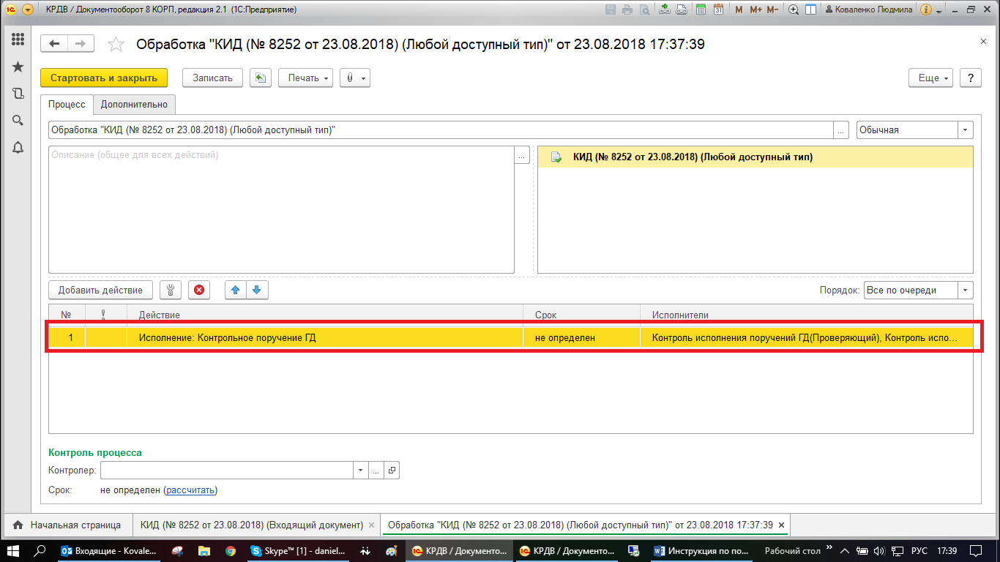 КРДВ / Документооборот 8 КОРП, редакция 2.1 (1С:Предприятие)
M M+ M-
Коваленко Людмила
Обработка "КИД (№ 8252 от 23.08.2018) (Любой доступный тип)" от 23.08.2018 17:37:39
Стартовать и закрыть
Записать
Печать
Еще
?
Процесс
Дополнительно
Обработка "КИД (№ 8252 от 23.08.2018) (Любой доступный тип)"
...
Обычная
Описание (общее для всех действий)
...
КИД (№ 8252 от 23.08.2018) (Любой доступный тип)
Добавить действие
Порядок: Все по очереди
№ Действие Срок Исполнители
1 Исполнение: Контрольное поручение ГД не определен Контроль исполнения поручений ГД(Проверяющий), Контроль испо...
Контроль процесса
Контролер:
...
Срок: не определен (рассчитать)
Начальная страница
КИД (№ 8252 от 23.08.2018) (Входящий документ) ×
Обработка "КИД (№ 8252 от 23.08.2018) (Любой доступный тип)" от 23.08.2018 17:37:39 ×
Входящие - Kovale...
Skype™ [1] - daniel...
КРДВ / Документо...
КРДВ / Документо...
Инструкция по по...
Рабочий стол
РУС
17:39